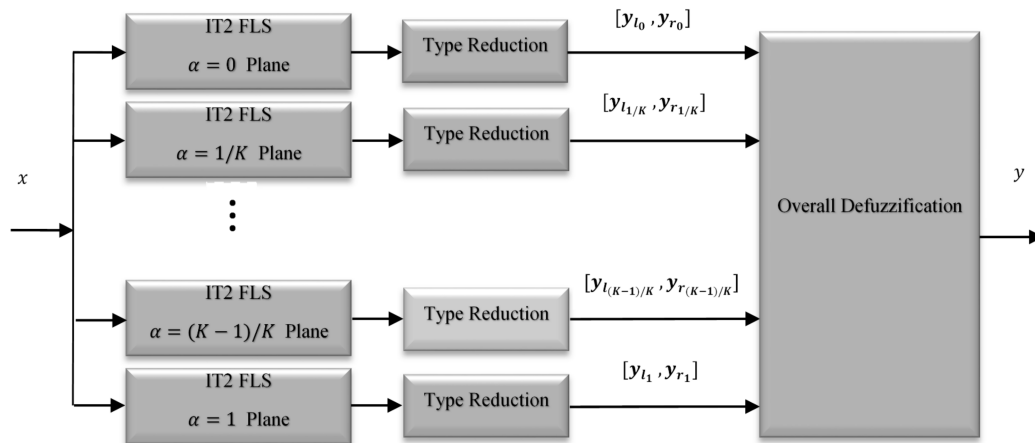 x
IT2 FLS
α = 0 Plane
Type Reduction
[y_{l_0} , y_{r_0}]
IT2 FLS
α = 1/K Plane
Type Reduction
[y_{l_{1/K}} , y_{r_{1/K}}]
⋮
IT2 FLS
α = (K − 1)/K Plane
Type Reduction
[y_{l_{(K−1)/K}} , y_{r_{(K−1)/K}}]
IT2 FLS
α = 1 Plane
Type Reduction
[y_{l_1} , y_{r_1}]
Overall Defuzzification
y